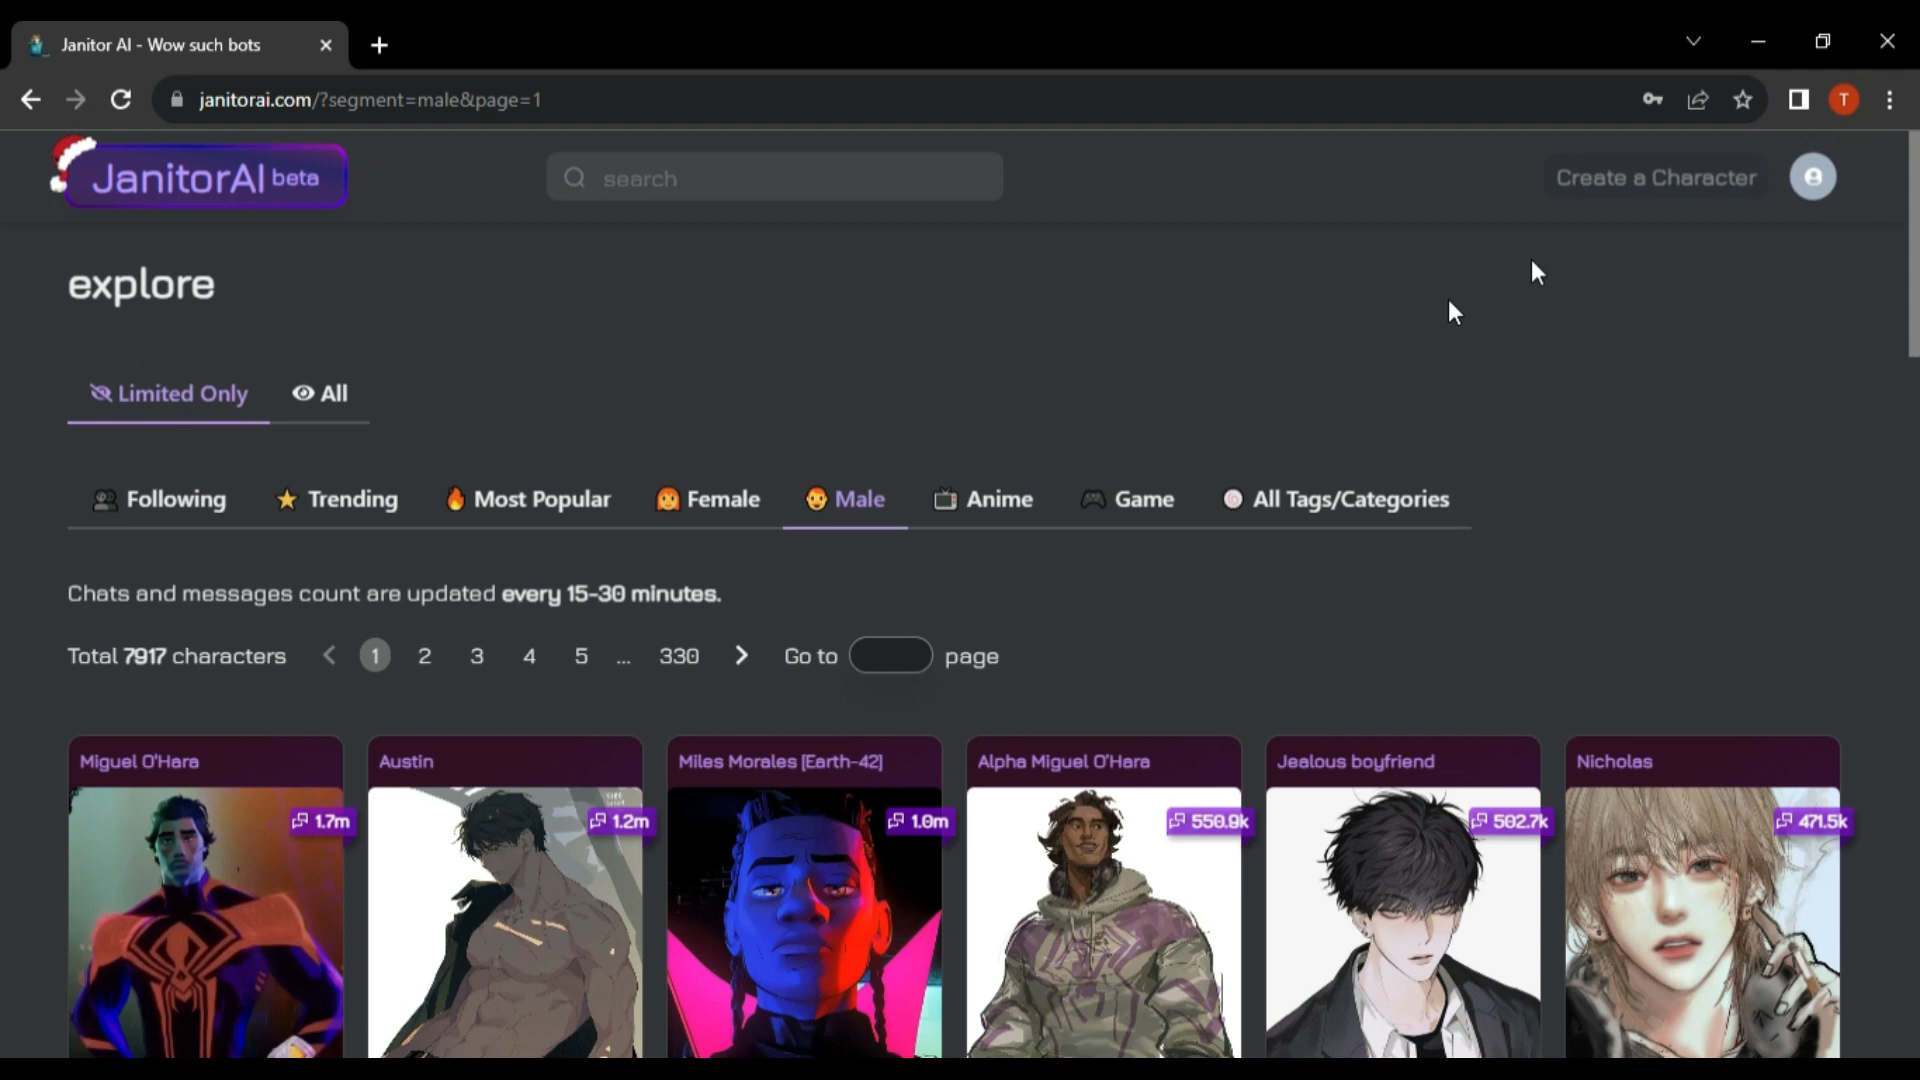 Janitor AI - Wow such bots
janitorai.com/?segment=male&page=1
T
JanitorAI beta
search
Create a Character
explore
Limited Only
All
Following
Trending
Most Popular
Female
Male
Anime
Game
All Tags/Categories
Chats and messages count are updated every 15-30 minutes.
Total 7917 characters
1 2 3 4 5 ... 330
Go to page
Miguel O'Hara
Austin
Miles Morales [Earth-42]
Alpha Miguel O'Hara
Jealous boyfriend
Nicholas
1.7m
1.2m
1.0m
550.9k
502.7k
471.5k